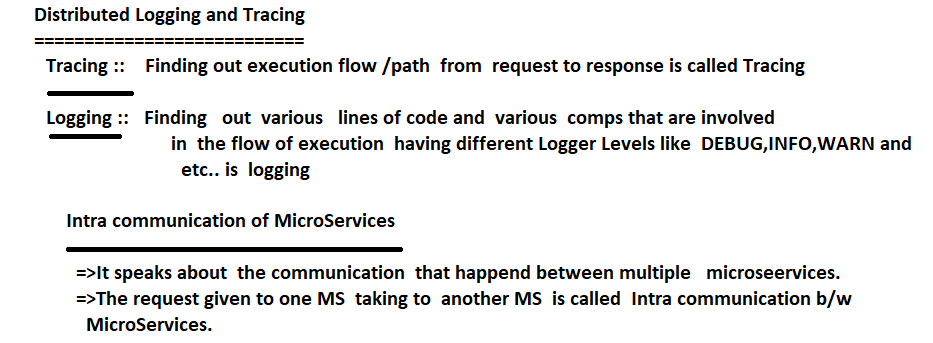 Distributed Logging and Tracing
===========================
Tracing :: Finding out execution flow /path from request to response is called Tracing
Logging :: Finding out various lines of code and various comps that are involved
in the flow of execution having different Logger Levels like DEBUG,INFO,WARN and
etc.. is logging
Intra communication of MicroServices
=>It speaks about the communication that happend between multiple microseervices.
=>The request given to one MS taking to another MS is called Intra communication b/w
MicroServices.